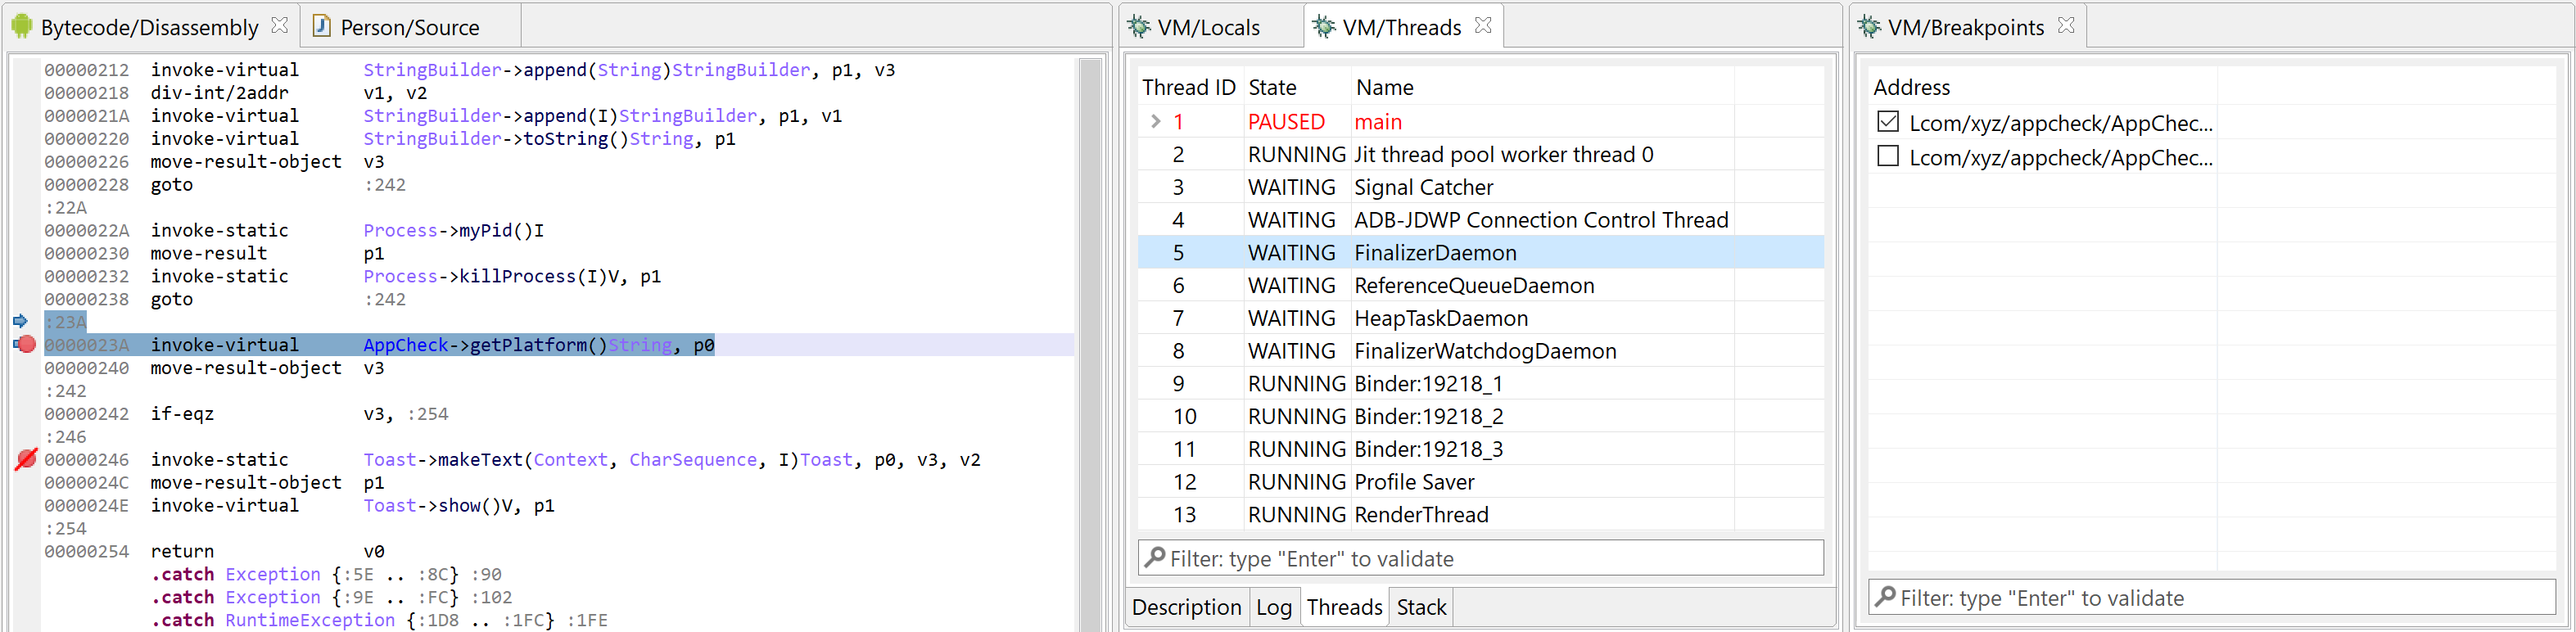 Bytecode/Disassembly
Person/Source
00000212 invoke-virtual StringBuilder->append(String)StringBuilder, p1, v3
00000218 div-int/2addr v1, v2
0000021A invoke-virtual StringBuilder->append(I)StringBuilder, p1, v1
00000220 invoke-virtual StringBuilder->toString()String, p1
00000226 move-result-object v3
00000228 goto :242
:22A
0000022A invoke-static Process->myPid()I
00000230 move-result p1
00000232 invoke-static Process->killProcess(I)V, p1
00000238 goto :242
:23A
0000023A invoke-virtual AppCheck->getPlatform()String, p0
00000240 move-result-object v3
:242
00000242 if-eqz v3, :254
:246
00000246 invoke-static Toast->makeText(Context, CharSequence, I)Toast, p0, v3, v2
0000024C move-result-object p1
0000024E invoke-virtual Toast->show()V, p1
:254
00000254 return v0
.catch Exception {:5E .. :8C} :90
.catch Exception {:9E .. :FC} :102
.catch RuntimeException {:1D8 .. :1FC} :1FE
VM/Locals
VM/Threads
Thread ID State Name
1 PAUSED main
2 RUNNING Jit thread pool worker thread 0
3 WAITING Signal Catcher
4 WAITING ADB-JDWP Connection Control Thread
5 WAITING FinalizerDaemon
6 WAITING ReferenceQueueDaemon
7 WAITING HeapTaskDaemon
8 WAITING FinalizerWatchdogDaemon
9 RUNNING Binder:19218_1
10 RUNNING Binder:19218_2
11 RUNNING Binder:19218_3
12 RUNNING Profile Saver
13 RUNNING RenderThread
Filter: type "Enter" to validate
Description Log Threads Stack
VM/Breakpoints
Address
Lcom/xyz/appcheck/AppChec...
Lcom/xyz/appcheck/AppChec...
Filter: type "Enter" to validate